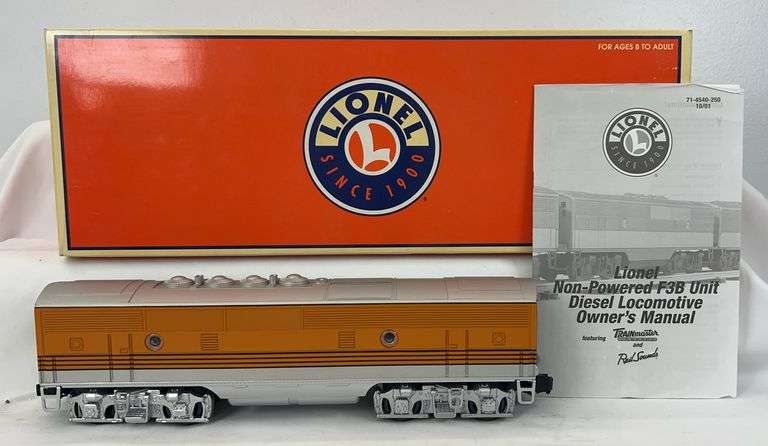 FOR AGES 8 TO ADULT
LIONEL
L
SINCE 1900
®
71-4540-250
10/01
LIONEL
L
SINCE 1900
Lionel
Non-Powered F3B Unit
Diesel Locomotive
Owner's Manual
featuring TRAINmaster
and
RailSounds